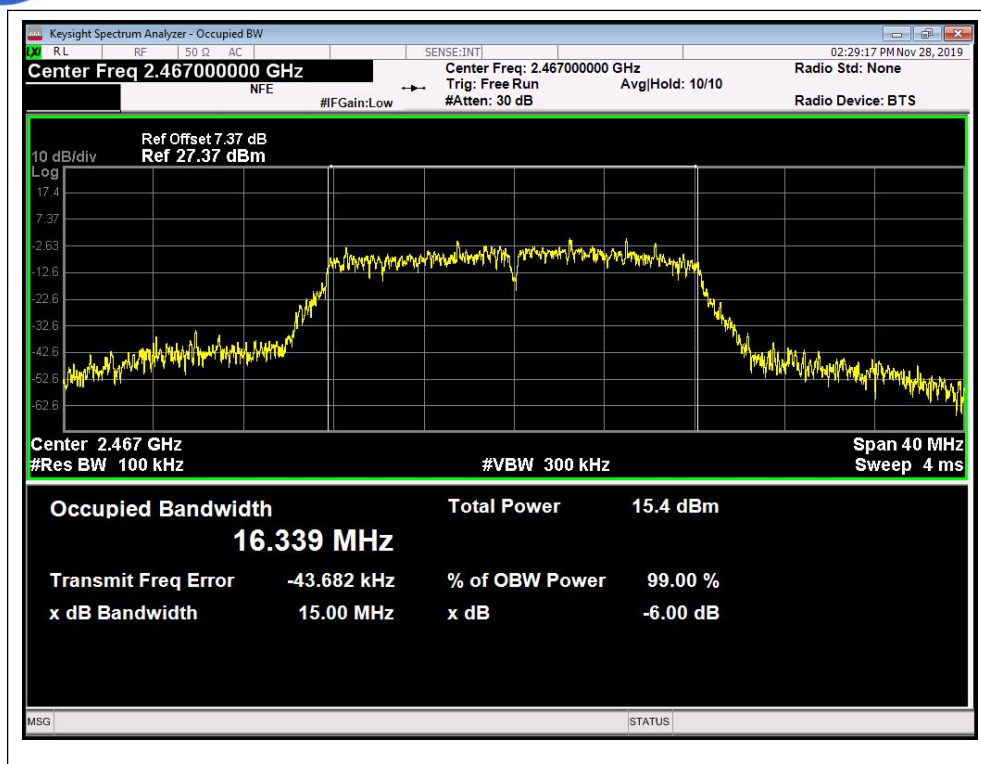 Keysight Spectrum Analyzer - Occupied BW
LXI RL RF 50 Ω AC SENSE:INT 02:29:17 PM Nov 28, 2019
Center Freq 2.467000000 GHz Center Freq: 2.467000000 GHz Radio Std: None
NFE Trig: Free Run Avg|Hold: 10/10
#IFGain:Low #Atten: 30 dB Radio Device: BTS
Ref Offset 7.37 dB
10 dB/div Ref 27.37 dBm
Log
17.4
7.37
-2.63
-12.6
-22.6
-32.6
-42.6
-52.6
-62.6
Center 2.467 GHz Span 40 MHz
#Res BW 100 kHz #VBW 300 kHz Sweep 4 ms
Occupied Bandwidth Total Power 15.4 dBm
16.339 MHz
Transmit Freq Error -43.682 kHz % of OBW Power 99.00 %
x dB Bandwidth 15.00 MHz x dB -6.00 dB
MSG STATUS